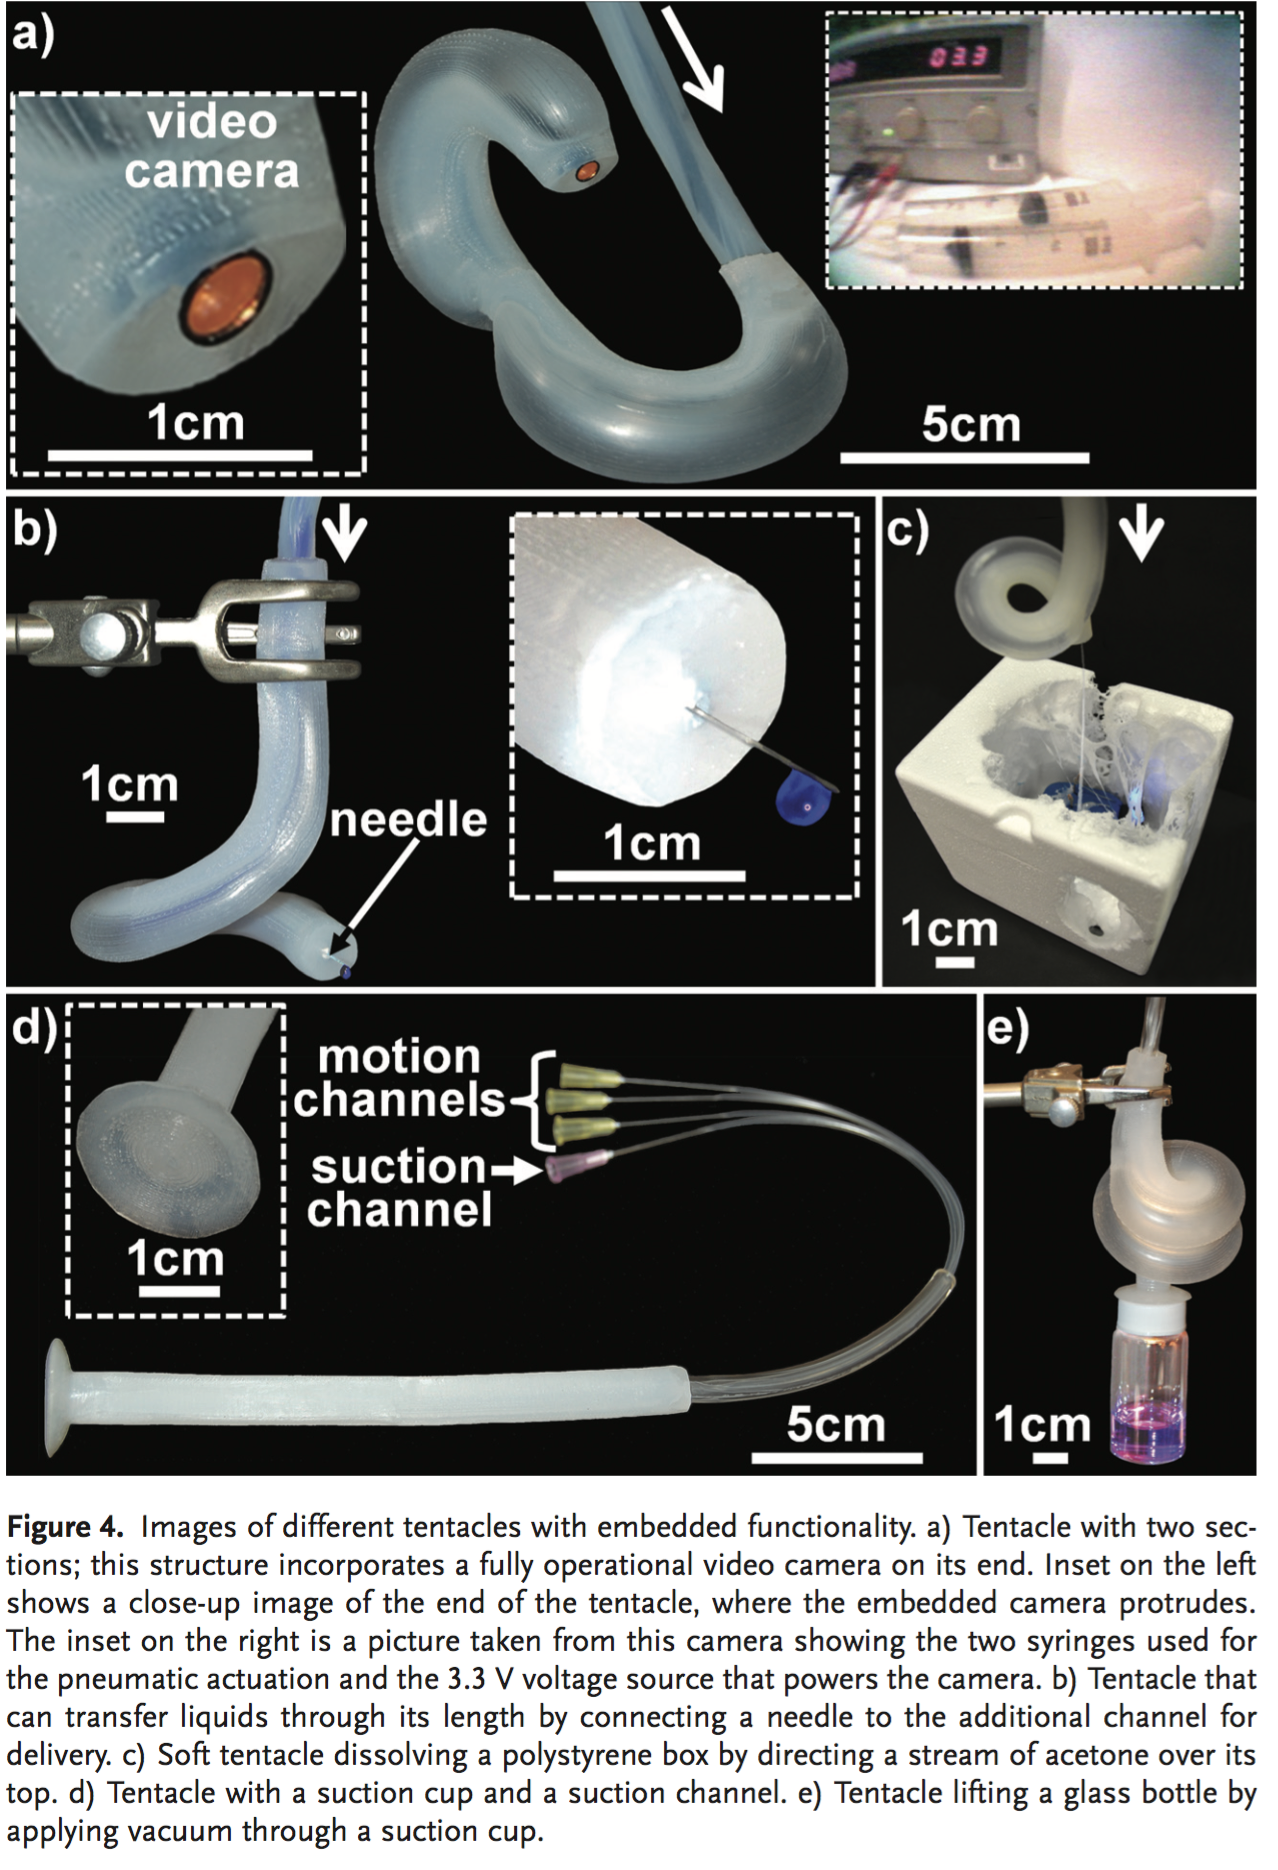 a)
video
camera
1cm
03.3
5cm
b)
1cm
needle
1cm
c)
1cm
d)
motion
channels
suction
channel
1cm
5cm
e)
1cm
Figure 4. Images of different tentacles with embedded functionality. a) Tentacle with two sec-
tions; this structure incorporates a fully operational video camera on its end. Inset on the left
shows a close-up image of the end of the tentacle, where the embedded camera protrudes.
The inset on the right is a picture taken from this camera showing the two syringes used for
the pneumatic actuation and the 3.3 V voltage source that powers the camera. b) Tentacle that
can transfer liquids through its length by connecting a needle to the additional channel for
delivery. c) Soft tentacle dissolving a polystyrene box by directing a stream of acetone over its
top. d) Tentacle with a suction cup and a suction channel. e) Tentacle lifting a glass bottle by
applying vacuum through a suction cup.